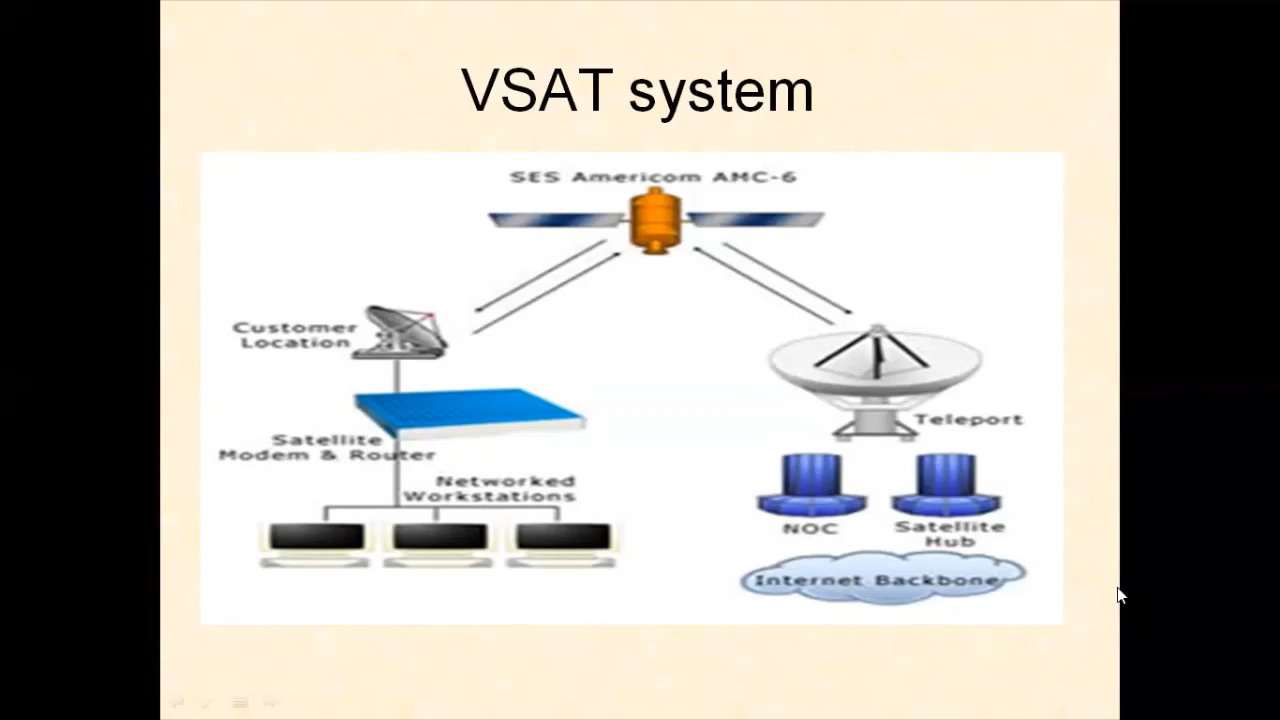 VSAT system
SES Americom AMC-6
Customer
Location
Satellite
Modem & Router
Networked
Workstations
Teleport
NOC
Satellite
Hub
Internet Backbone